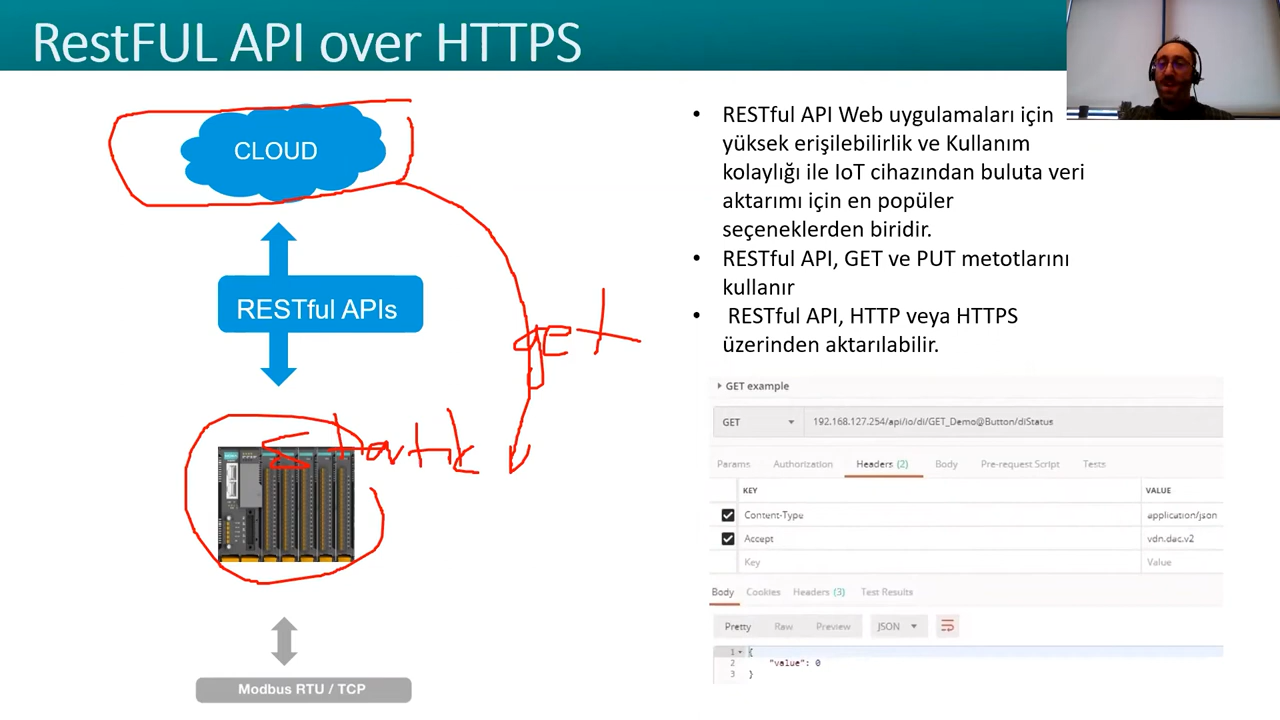 RestFUL API over HTTPS
CLOUD
RESTful APIs
get
Modbus RTU / TCP
• RESTful API Web uygulamaları için
yüksek erişilebilirlik ve Kullanım
kolaylığı ile IoT cihazından buluta veri
aktarımı için en popüler
seçeneklerden biridir.
• RESTful API, GET ve PUT metotlarını
kullanır
• RESTful API, HTTP veya HTTPS
üzerinden aktarılabilir.
GET example
GET 192.168.127.254/api/io/di/GET_Demo@Button/diStatus
Params Authorization Headers (2) Body Pre-request Script Tests
KEY VALUE
Content-Type application/json
Accept vdn.dac.v2
Key Value
Body Cookies Headers (3) Test Results
Pretty Raw Preview JSON
1 {
2 "value": 0
3 }